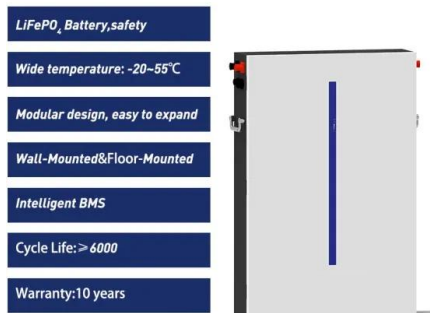 LiFePO4 Battery,safety
Wide temperature: -20~55℃
Modular design, easy to expand
Wall-Mounted&Floor-Mounted
Intelligent BMS
Cycle Life:≥6000
Warranty:10 years